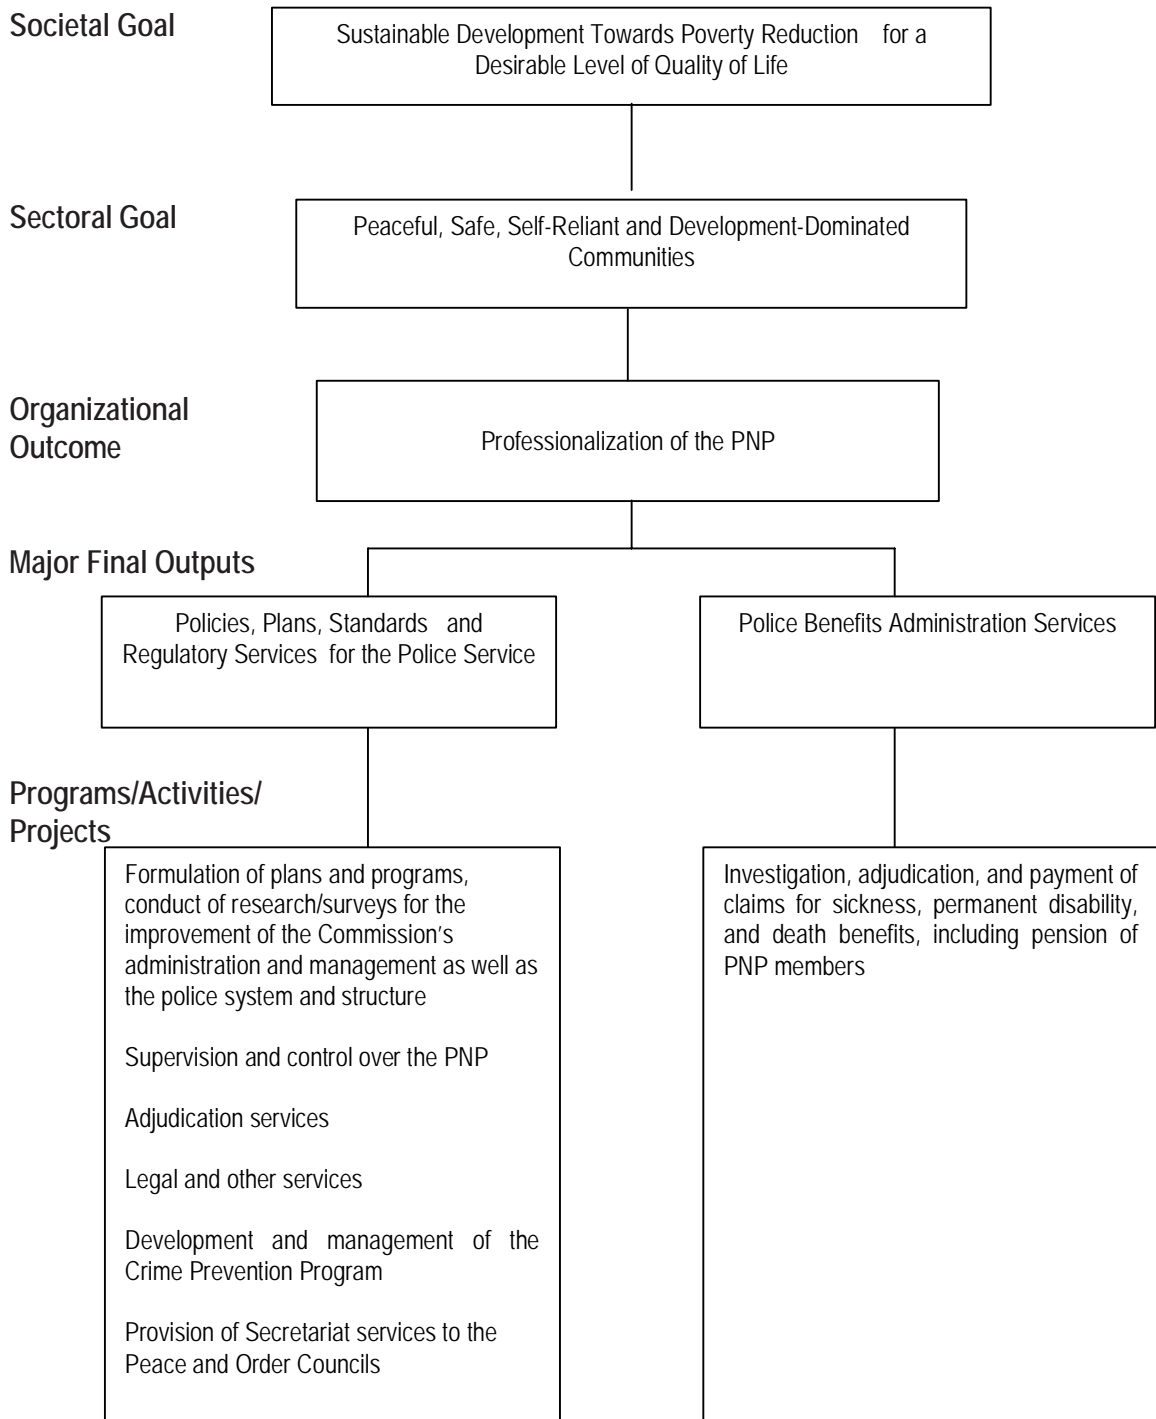 Societal Goal
Sustainable Development Towards Poverty Reduction for a
Desirable Level of Quality of Life
Sectoral Goal
Peaceful, Safe, Self-Reliant and Development-Dominated
Communities
Organizational
Outcome
Professionalization of the PNP
Major Final Outputs
Policies, Plans, Standards and
Regulatory Services for the Police Service
Police Benefits Administration Services
Programs/Activities/
Projects
Formulation of plans and programs,
conduct of research/surveys for the
improvement of the Commission's
administration and management as well as
the police system and structure
Supervision and control over the PNP
Adjudication services
Legal and other services
Development and management of the
Crime Prevention Program
Provision of Secretariat services to the
Peace and Order Councils
Investigation, adjudication, and payment of
claims for sickness, permanent disability,
and death benefits, including pension of
PNP members